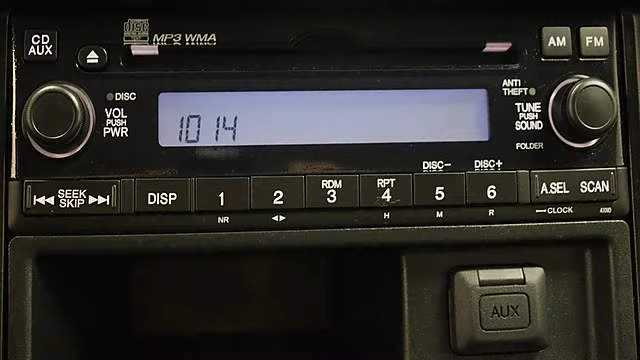 CD AUX
disc
MP3 WMA
AM FM
DISC
VOL PUSH PWR
1014
ANTI THEFT
TUNE PUSH SOUND
FOLDER
DISC- DISC+
SEEK SKIP
DISP
1
2
RDM 3
RPT 4
5
6
A.SEL SCAN
NR
H
M
R
CLOCK
AUX